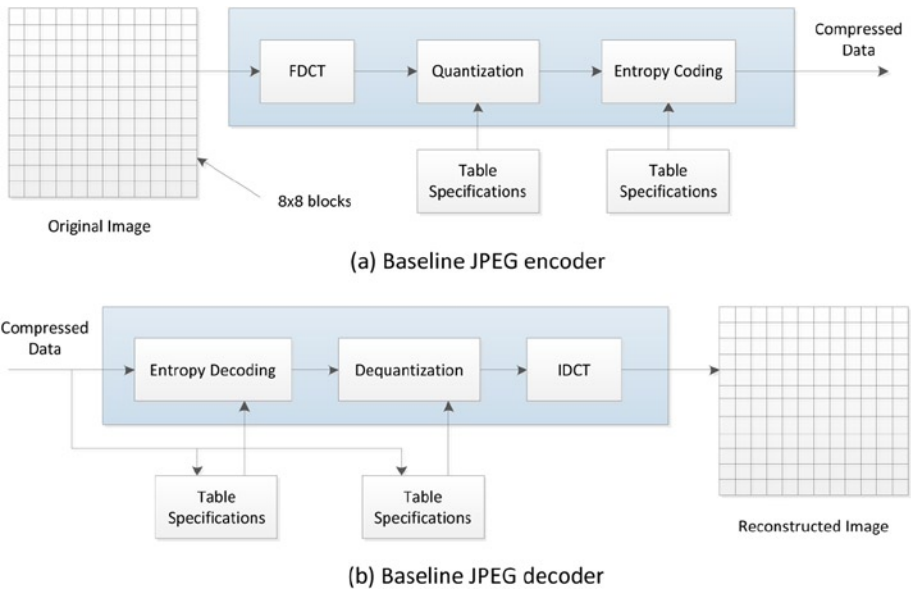 Compressed
Data
FDCT
Quantization
Entropy Coding
Table
Specifications
Table
Specifications
8x8 blocks
Original Image
(a) Baseline JPEG encoder
Compressed
Data
Entropy Decoding
Dequantization
IDCT
Table
Specifications
Table
Specifications
Reconstructed Image
(b) Baseline JPEG decoder